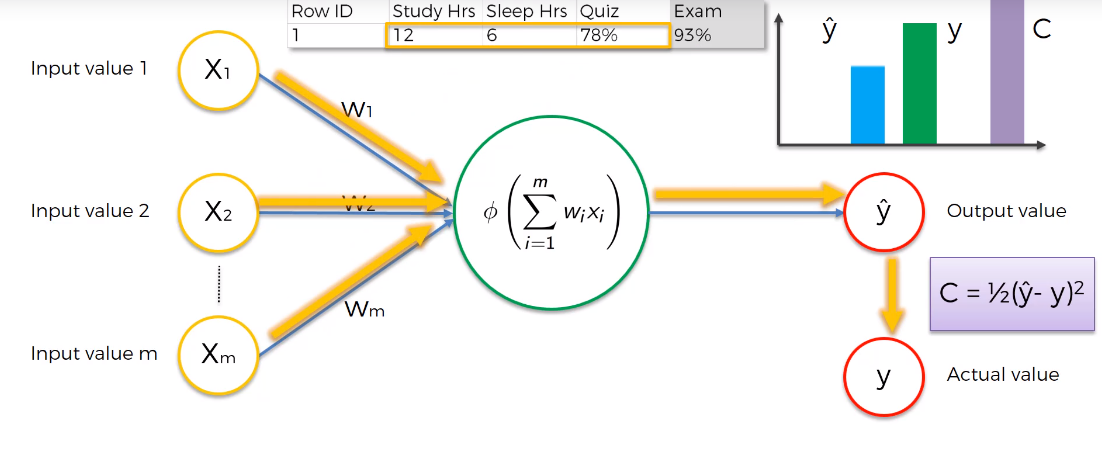 Row ID Study Hrs Sleep Hrs Quiz Exam
1 12 6 78% 93%
ŷ y C
Input value 1 X₁
W₁
Input value 2 X₂
W₂
ϕ(∑ᵢ₌₁ᵐ wᵢxᵢ)
ŷ Output value
C = ½(ŷ- y)²
Wm
Input value m Xm
y Actual value